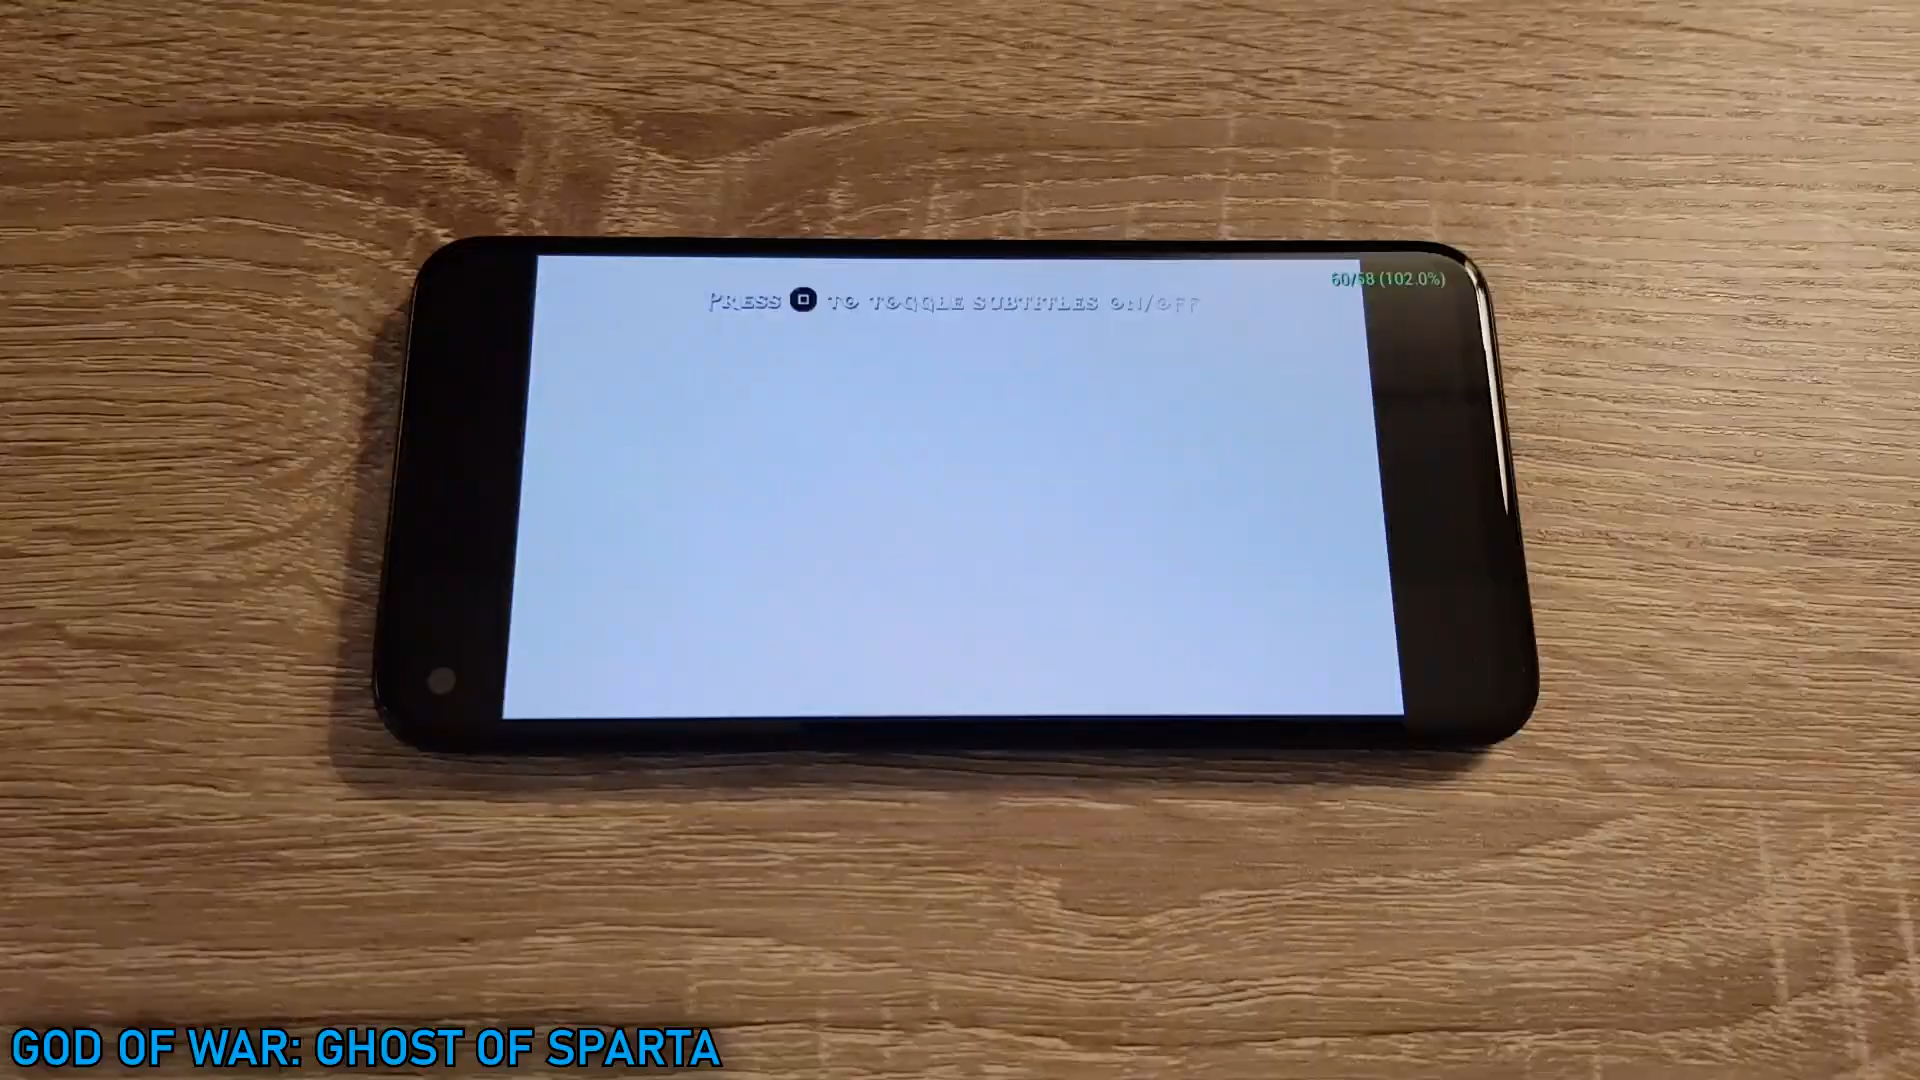 60/58 (102.0%)
PRESS TO TOGGLE SUBTITLES ON/OFF
GOD OF WAR: GHOST OF SPARTA